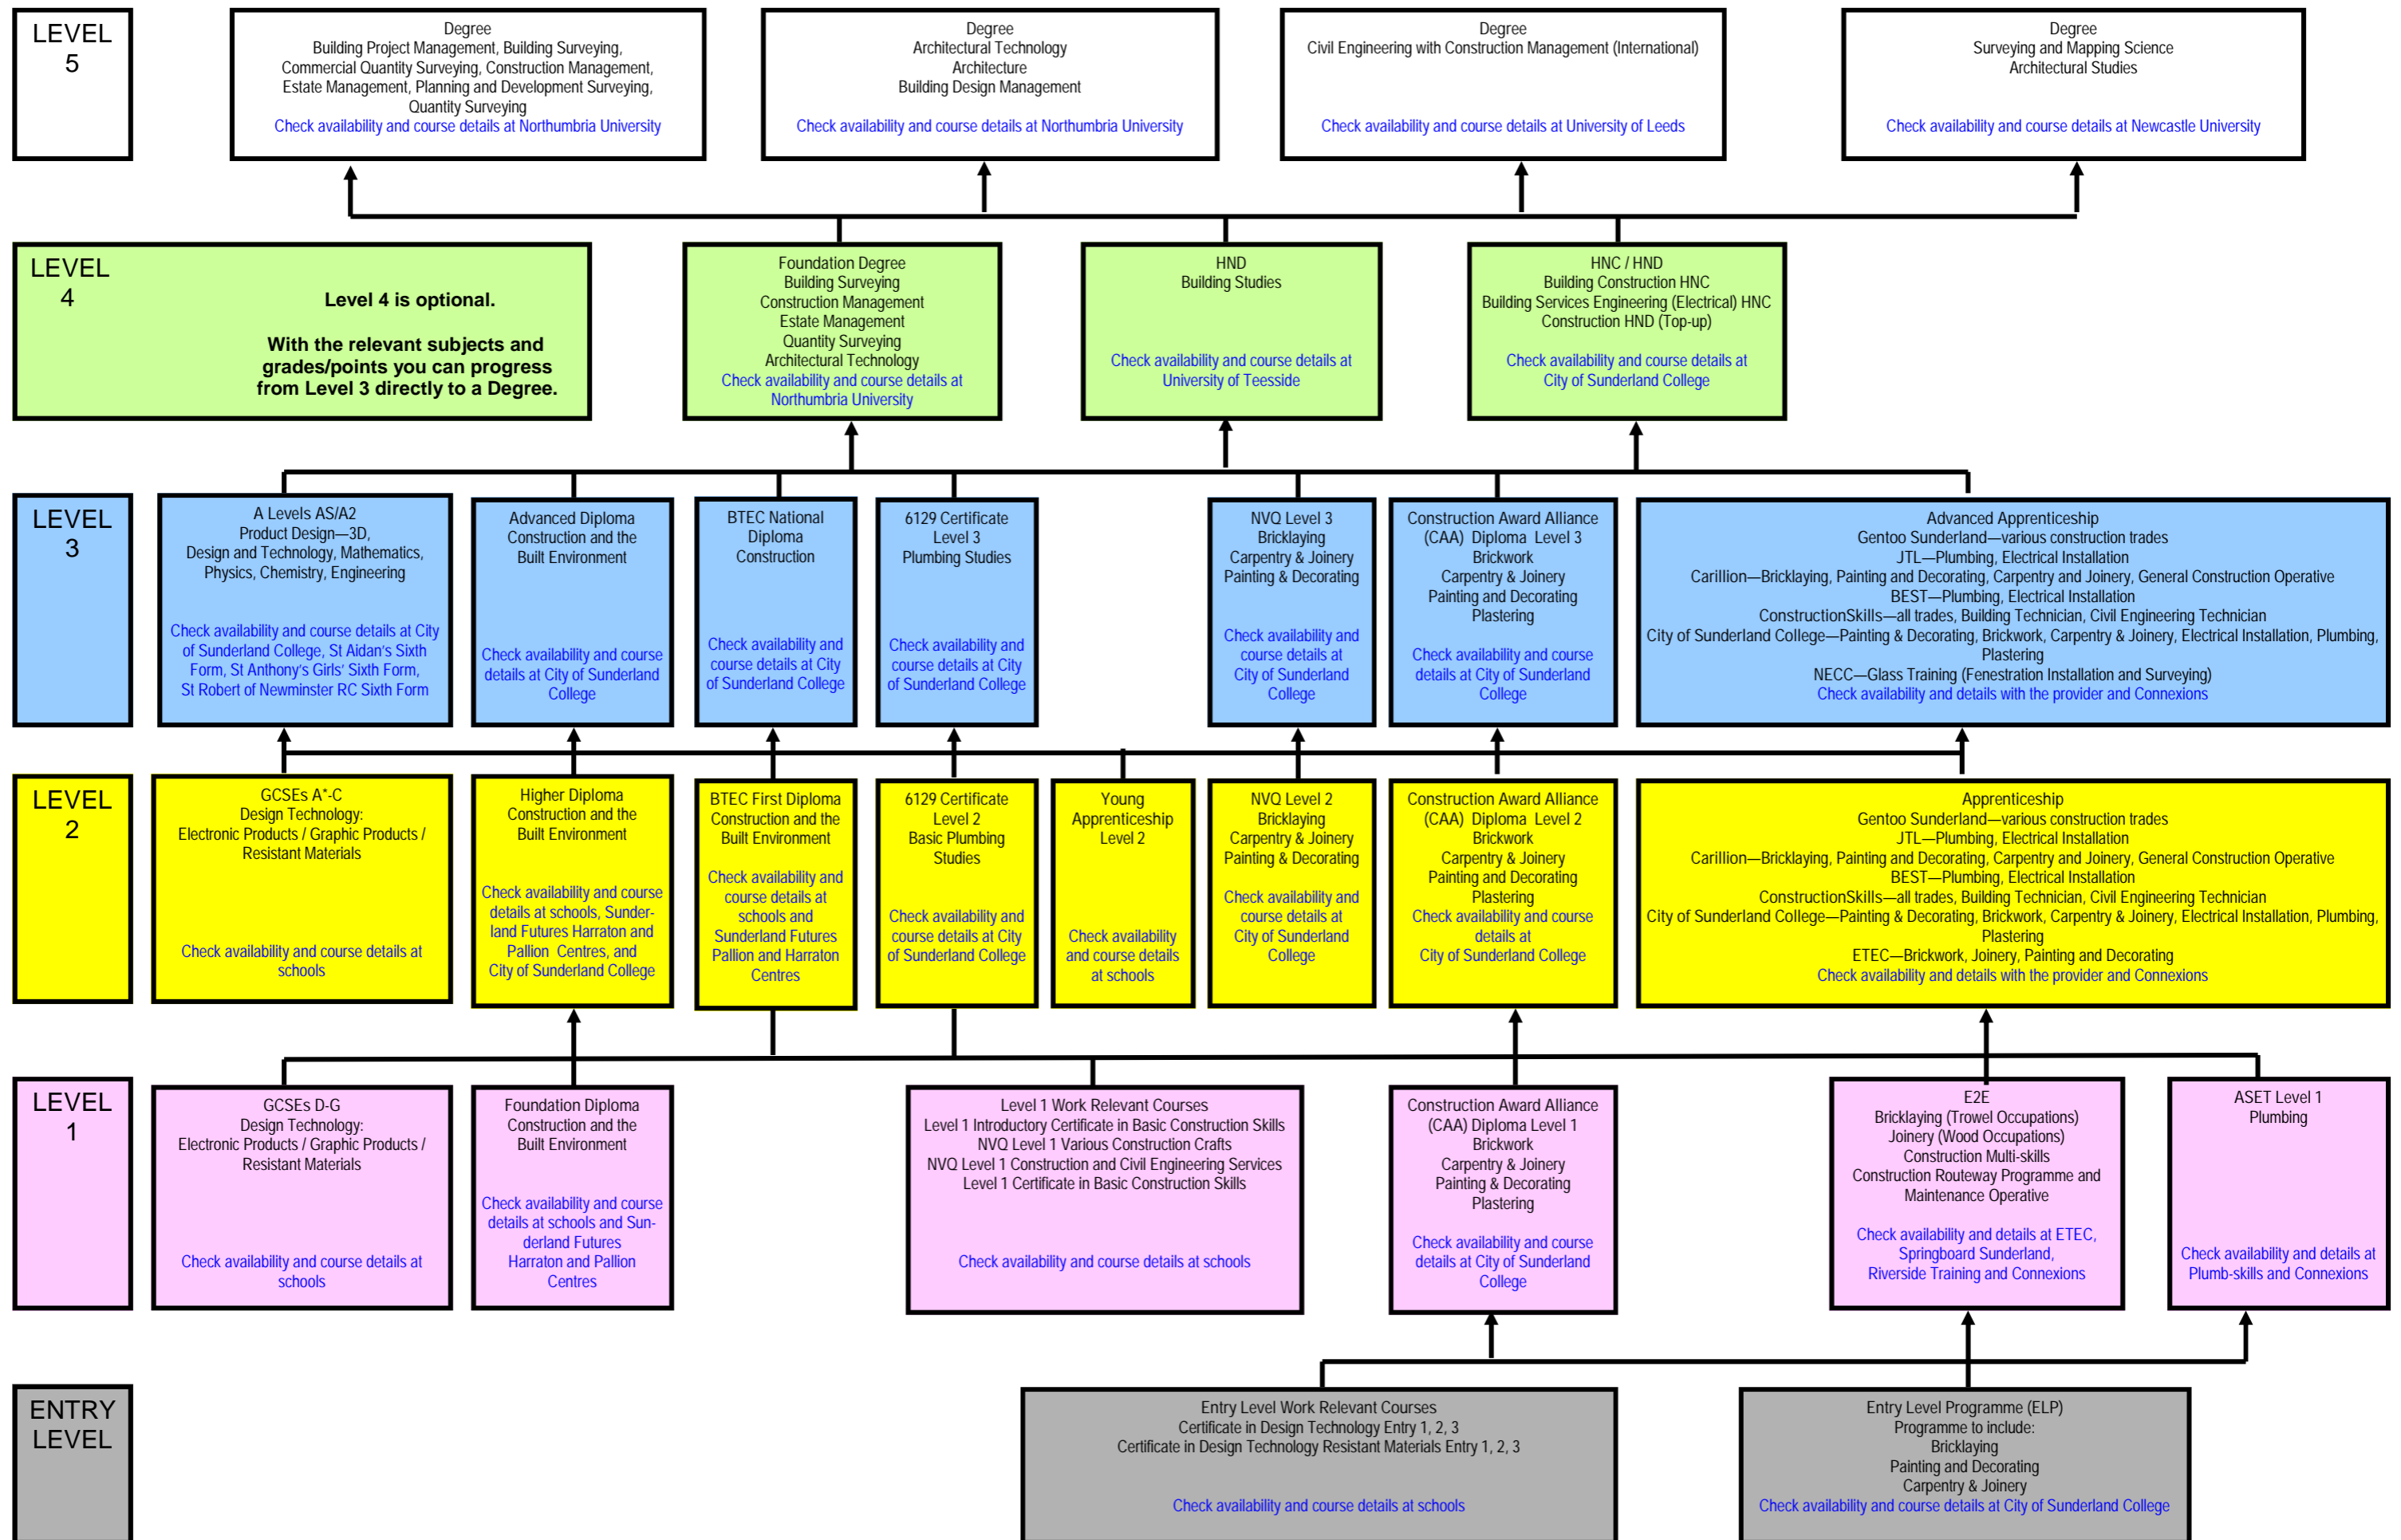 LEVEL
5
Degree
Building Project Management, Building Surveying,
Commercial Quantity Surveying, Construction Management,
Estate Management, Planning and Development Surveying,
Quantity Surveying
Check availability and course details at Northumbria University
Degree
Architectural Technology
Architecture
Building Design Management
Check availability and course details at Northumbria University
Degree
Civil Engineering with Construction Management (International)
Check availability and course details at University of Leeds
Degree
Surveying and Mapping Science
Architectural Studies
Check availability and course details at Newcastle University
LEVEL
4
Level 4 is optional.
With the relevant subjects and
grades/points you can progress
from Level 3 directly to a Degree.
Foundation Degree
Building Surveying
Construction Management
Estate Management
Quantity Surveying
Architectural Technology
Check availability and course details at
Northumbria University
HND
Building Studies
Check availability and course details at
University of Teesside
HNC / HND
Building Construction HNC
Building Services Engineering (Electrical) HNC
Construction HND (Top-up)
Check availability and course details at
City of Sunderland College
LEVEL
3
A Levels AS/A2
Product Design—3D,
Design and Technology, Mathematics,
Physics, Chemistry, Engineering
Check availability and course details at City
of Sunderland College, St Aidan's Sixth
Form, St Anthony's Girls' Sixth Form,
St Robert of Newminster RC Sixth Form
Advanced Diploma
Construction and the
Built Environment
Check availability and course
details at City of Sunderland
College
BTEC National
Diploma
Construction
Check availability and
course details at City
of Sunderland College
6129 Certificate
Level 3
Plumbing Studies
Check availability and
course details at City
of Sunderland College
NVQ Level 3
Bricklaying
Carpentry & Joinery
Painting & Decorating
Check availability and
course details at
City of Sunderland
College
Construction Award Alliance
(CAA) Diploma Level 3
Brickwork
Carpentry & Joinery
Painting and Decorating
Plastering
Check availability and course
details at City of Sunderland
College
Advanced Apprenticeship
Gentoo Sunderland—various construction trades
JTL—Plumbing, Electrical Installation
Carillion—Bricklaying, Painting and Decorating, Carpentry and Joinery, General Construction Operative
BEST—Plumbing, Electrical Installation
ConstructionSkills—all trades, Building Technician, Civil Engineering Technician
City of Sunderland College—Painting & Decorating, Brickwork, Carpentry & Joinery, Electrical Installation, Plumbing,
Plastering
NECC—Glass Training (Fenestration Installation and Surveying)
Check availability and details with the provider and Connexions
LEVEL
2
GCSEs A*-C
Design Technology:
Electronic Products / Graphic Products /
Resistant Materials
Check availability and course details at
schools
Higher Diploma
Construction and the
Built Environment
Check availability and course
details at schools, Sunder-
land Futures Harraton and
Pallion Centres, and
City of Sunderland College
BTEC First Diploma
Construction and the
Built Environment
Check availability and
course details at
schools and
Sunderland Futures
Pallion and Harraton
Centres
6129 Certificate
Level 2
Basic Plumbing
Studies
Check availability and
course details at City
of Sunderland College
Young
Apprenticeship
Level 2
Check availability
and course details
at schools
NVQ Level 2
Bricklaying
Carpentry & Joinery
Painting & Decorating
Check availability and
course details at
City of Sunderland
College
Construction Award Alliance
(CAA) Diploma Level 2
Brickwork
Carpentry & Joinery
Painting and Decorating
Plastering
Check availability and course
details at
City of Sunderland College
Apprenticeship
Gentoo Sunderland—various construction trades
JTL—Plumbing, Electrical Installation
Carillion—Bricklaying, Painting and Decorating, Carpentry and Joinery, General Construction Operative
BEST—Plumbing, Electrical Installation
ConstructionSkills—all trades, Building Technician, Civil Engineering Technician
City of Sunderland College—Painting & Decorating, Brickwork, Carpentry & Joinery, Electrical Installation, Plumbing,
Plastering
ETEC—Brickwork, Joinery, Painting and Decorating
Check availability and details with the provider and Connexions
LEVEL
1
GCSEs D-G
Design Technology:
Electronic Products / Graphic Products /
Resistant Materials
Check availability and course details at
schools
Foundation Diploma
Construction and the
Built Environment
Check availability and course
details at schools and Sun-
derland Futures
Harraton and Pallion
Centres
Level 1 Work Relevant Courses
Level 1 Introductory Certificate in Basic Construction Skills
NVQ Level 1 Various Construction Crafts
NVQ Level 1 Construction and Civil Engineering Services
Level 1 Certificate in Basic Construction Skills
Check availability and course details at schools
Construction Award Alliance
(CAA) Diploma Level 1
Brickwork
Carpentry & Joinery
Painting & Decorating
Plastering
Check availability and course
details at City of Sunderland
College
E2E
Bricklaying (Trowel Occupations)
Joinery (Wood Occupations)
Construction Multi-skills
Construction Routeway Programme and
Maintenance Operative
Check availability and details at ETEC,
Springboard Sunderland,
Riverside Training and Connexions
ASET Level 1
Plumbing
Check availability and details at
Plumb-skills and Connexions
ENTRY
LEVEL
Entry Level Work Relevant Courses
Certificate in Design Technology Entry 1, 2, 3
Certificate in Design Technology Resistant Materials Entry 1, 2, 3
Check availability and course details at schools
Entry Level Programme (ELP)
Programme to include:
Bricklaying
Painting and Decorating
Carpentry & Joinery
Check availability and course details at City of Sunderland College